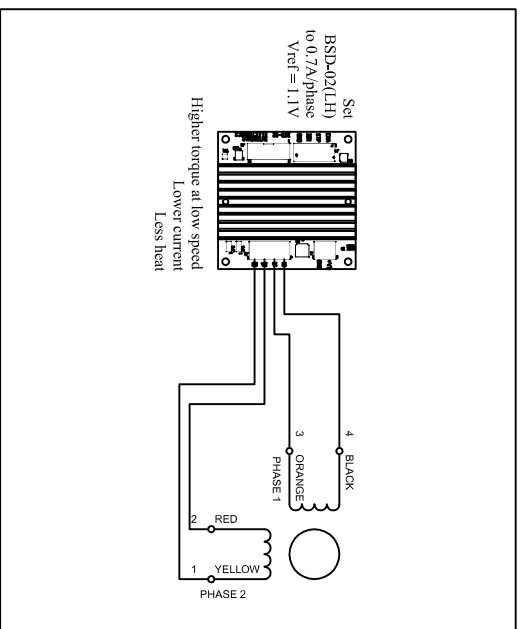 Set
BSD-02(LH)
to 0.7A/phase
Vref = 1.1V
Higher torque at low speed
Lower current
Less heat
4
BLACK
3
ORANGE
PHASE 1
2
RED
1
YELLOW
PHASE 2